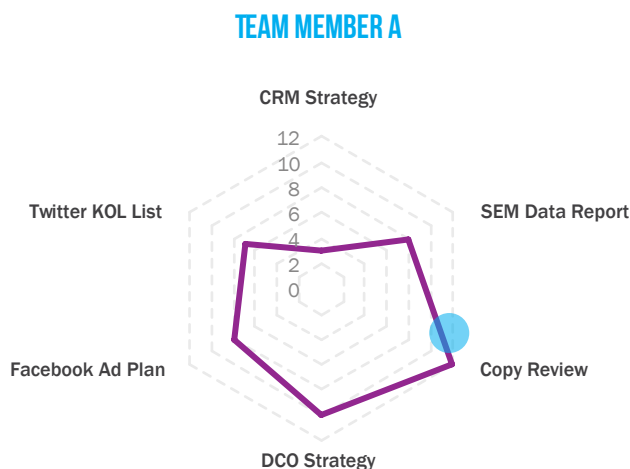 TEAM MEMBER A
CRM Strategy
12
10
8
6
4
2
0
Twitter KOL List
SEM Data Report
Facebook Ad Plan
Copy Review
DCO Strategy